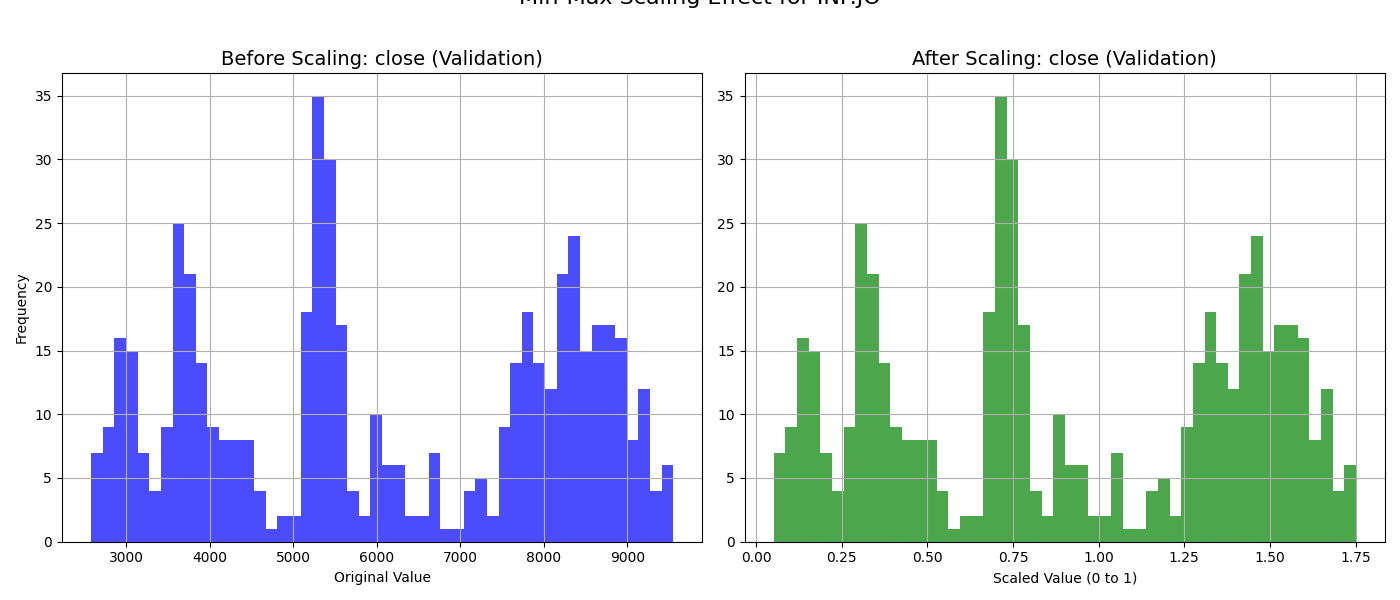 Min-Max Scaling Effect for INP.JO
Before Scaling: close (Validation)
After Scaling: close (Validation)
Frequency
35
30
25
20
15
10
5
0
3000 4000 5000 6000 7000 8000 9000
Original Value
35
30
25
20
15
10
5
0
0.00 0.25 0.50 0.75 1.00 1.25 1.50 1.75
Scaled Value (0 to 1)